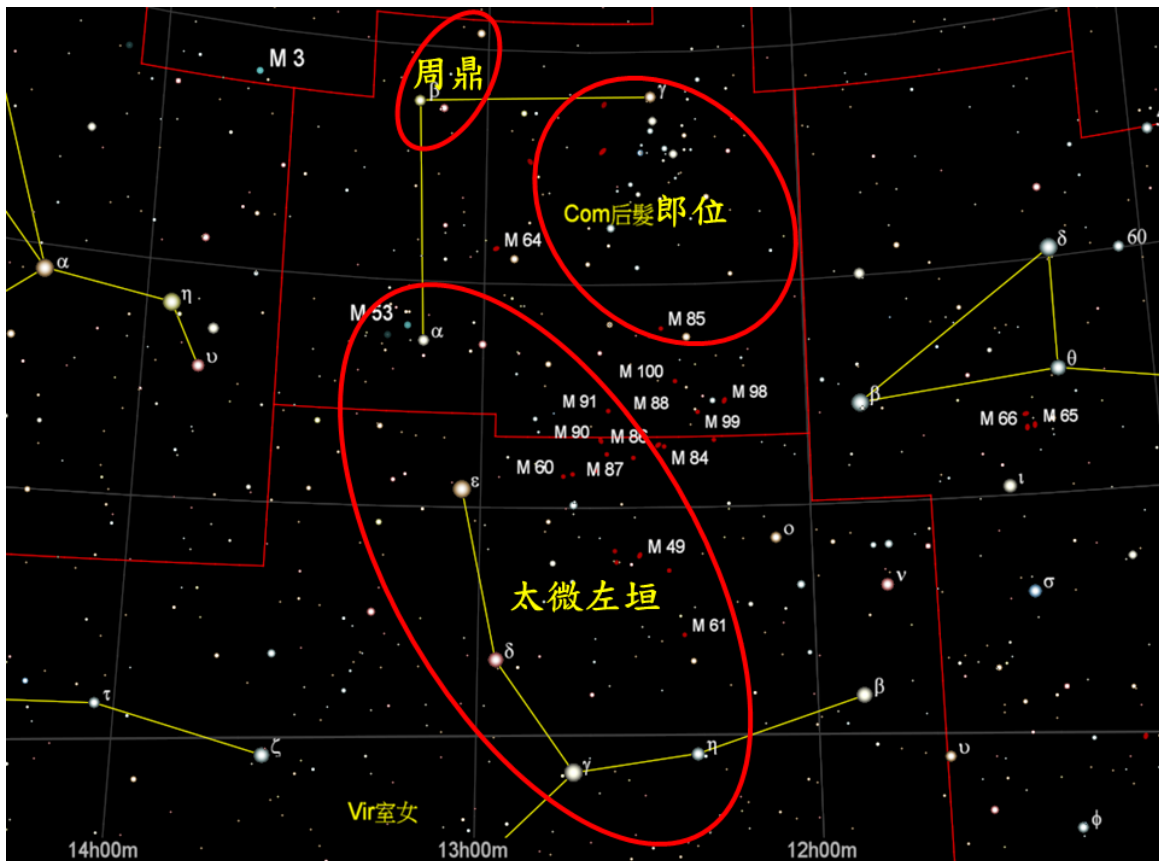 M 3
周鼎
β
γ
Com后髮郎位
M 64
δ
60
α
η
M 53
α
M 85
υ
θ
M 100
β
M 98
M 91
M 88
M 99
M 66
M 65
M 90
M 86
M 84
M 60
M 87
ε
ι
ο
M 49
ν
σ
太微左垣
M 61
δ
β
τ
ζ
η
υ
γ
Vir室女
φ
14h00m
13h00m
12h00m